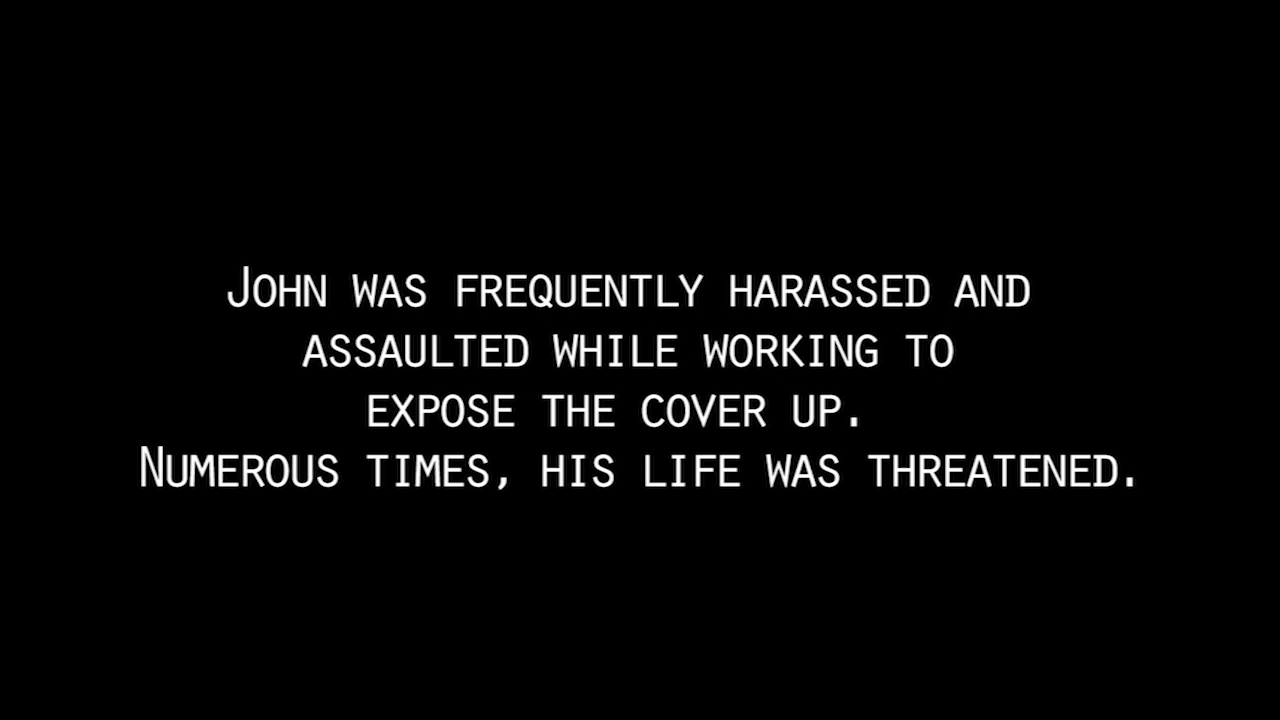 John was frequently harassed and
assaulted while working to
expose the cover up.
Numerous times, his life was threatened.